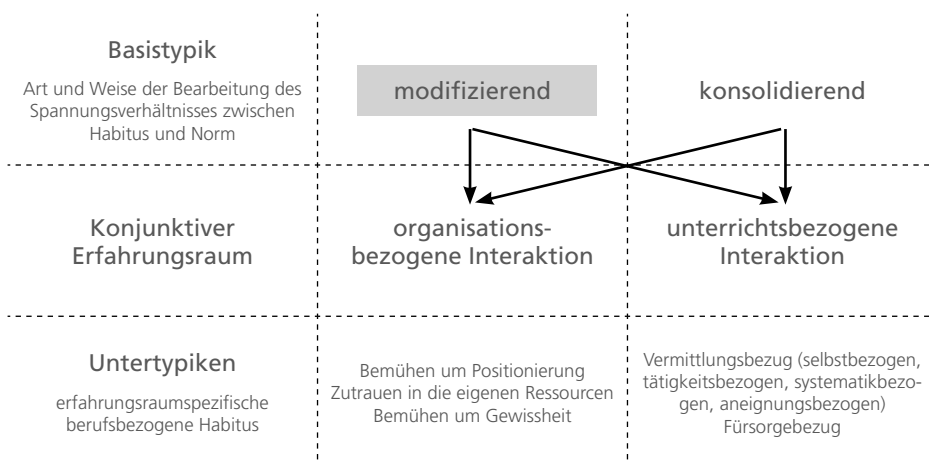 Basistypik
Art und Weise der Bearbeitung des
Spannungsverhältnisses zwischen
Habitus und Norm
modifizierend
konsolidierend
Konjunktiver
Erfahrungsraum
organisations-
bezogene Interaktion
unterrichtsbezogene
Interaktion
Untertypiken
erfahrungsraumspezifische
berufsbezogene Habitus
Bemühen um Positionierung
Zutrauen in die eigenen Ressourcen
Bemühen um Gewissheit
Vermittlungsbezug (selbstbezogen,
tätigkeitsbezogen, systematikbezo-
gen, aneignungsbezogen)
Fürsorgebezug